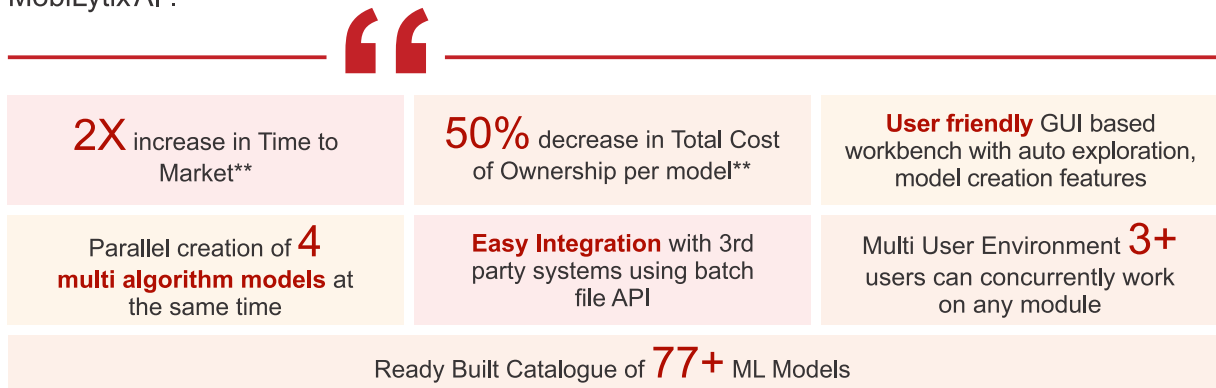 2X increase in Time to
Market**
50% decrease in Total Cost
of Ownership per model**
User friendly GUI based
workbench with auto exploration,
model creation features
Parallel creation of 4
multi algorithm models at
the same time
Easy Integration with 3rd
party systems using batch
file API
Multi User Environment 3+
users can concurrently work
on any module
Ready Built Catalogue of 77+ ML Models